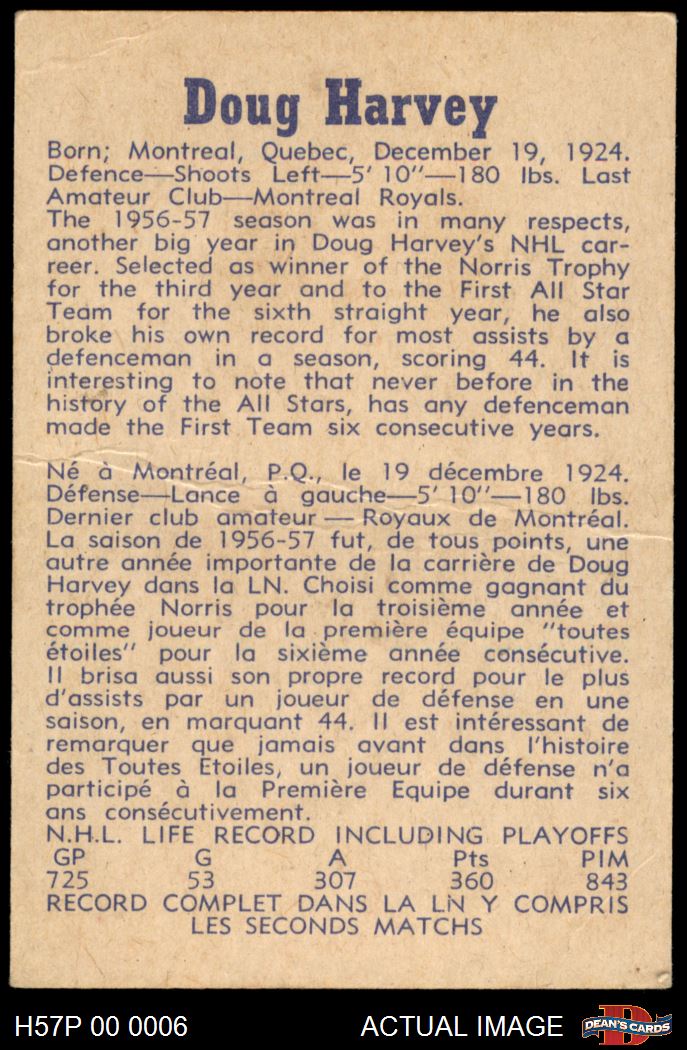 Doug Harvey
Born; Montreal, Quebec, December 19, 1924.
Defence—Shoots Left—5' 10"—180 lbs. Last
Amateur Club—Montreal Royals.
The 1956-57 season was in many respects,
another big year in Doug Harvey's NHL car-
reer. Selected as winner of the Norris Trophy
for the third year and to the First All Star
Team for the sixth straight year, he also
broke his own record for most assists by a
defenceman in a season, scoring 44. It is
interesting to note that never before in the
history of the All Stars, has any defenceman
made the First Team six consecutive years.
Né à Montréal, P.Q., le 19 décembre 1924.
Défense—Lance à gauche—5' 10"—180 lbs.
Dernier club amateur — Royaux de Montréal.
La saison de 1956-57 fut, de tous points, une
autre année importante de la carrière de Doug
Harvey dans la LN. Choisi comme gagnant du
trophée Norris pour la troisième année et
comme joueur de la première équipe "toutes
étoiles" pour la sixième année consécutive.
Il brisa aussi son propre record pour le plus
d'assists par un joueur de défense en une
saison, en marquant 44. Il est intéressant de
remarquer que jamais avant dans l'histoire
des Toutes Etoiles, un joueur de défense n'a
participé à la Première Equipe durant six
ans consécutivement.
N.H.L. LIFE RECORD INCLUDING PLAYOFFS
GP G A Pts PIM
725 53 307 360 843
RECORD COMPLET DANS LA LN Y COMPRIS
LES SECONDS MATCHS
H57P 00 0006 ACTUAL IMAGE D DEAN'S CARDS